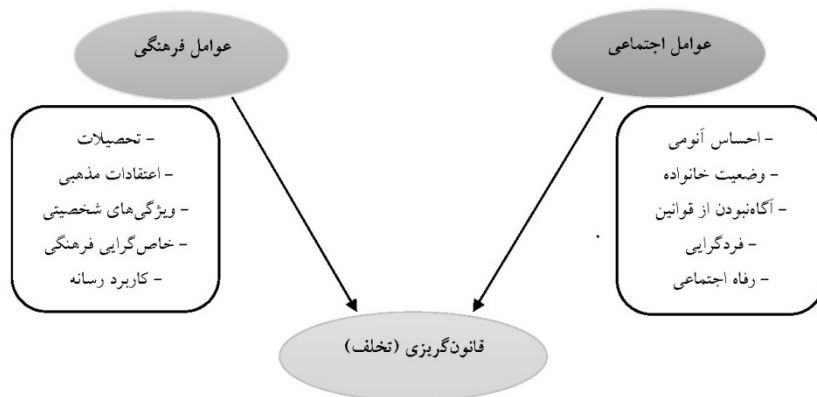 عوامل اجتماعی
- احساس آنومی
- وضعیت خانواده
- آگاه‌نبودن از قوانین
- فردگرایی
- رفاه اجتماعی
عوامل فرهنگی
- تحصیلات
- اعتقادات مذهبی
- ویژگی‌های شخصیتی
- خاص‌گرایی فرهنگی
- کاربرد رسانه
قانون‌گریزی (تخلف)